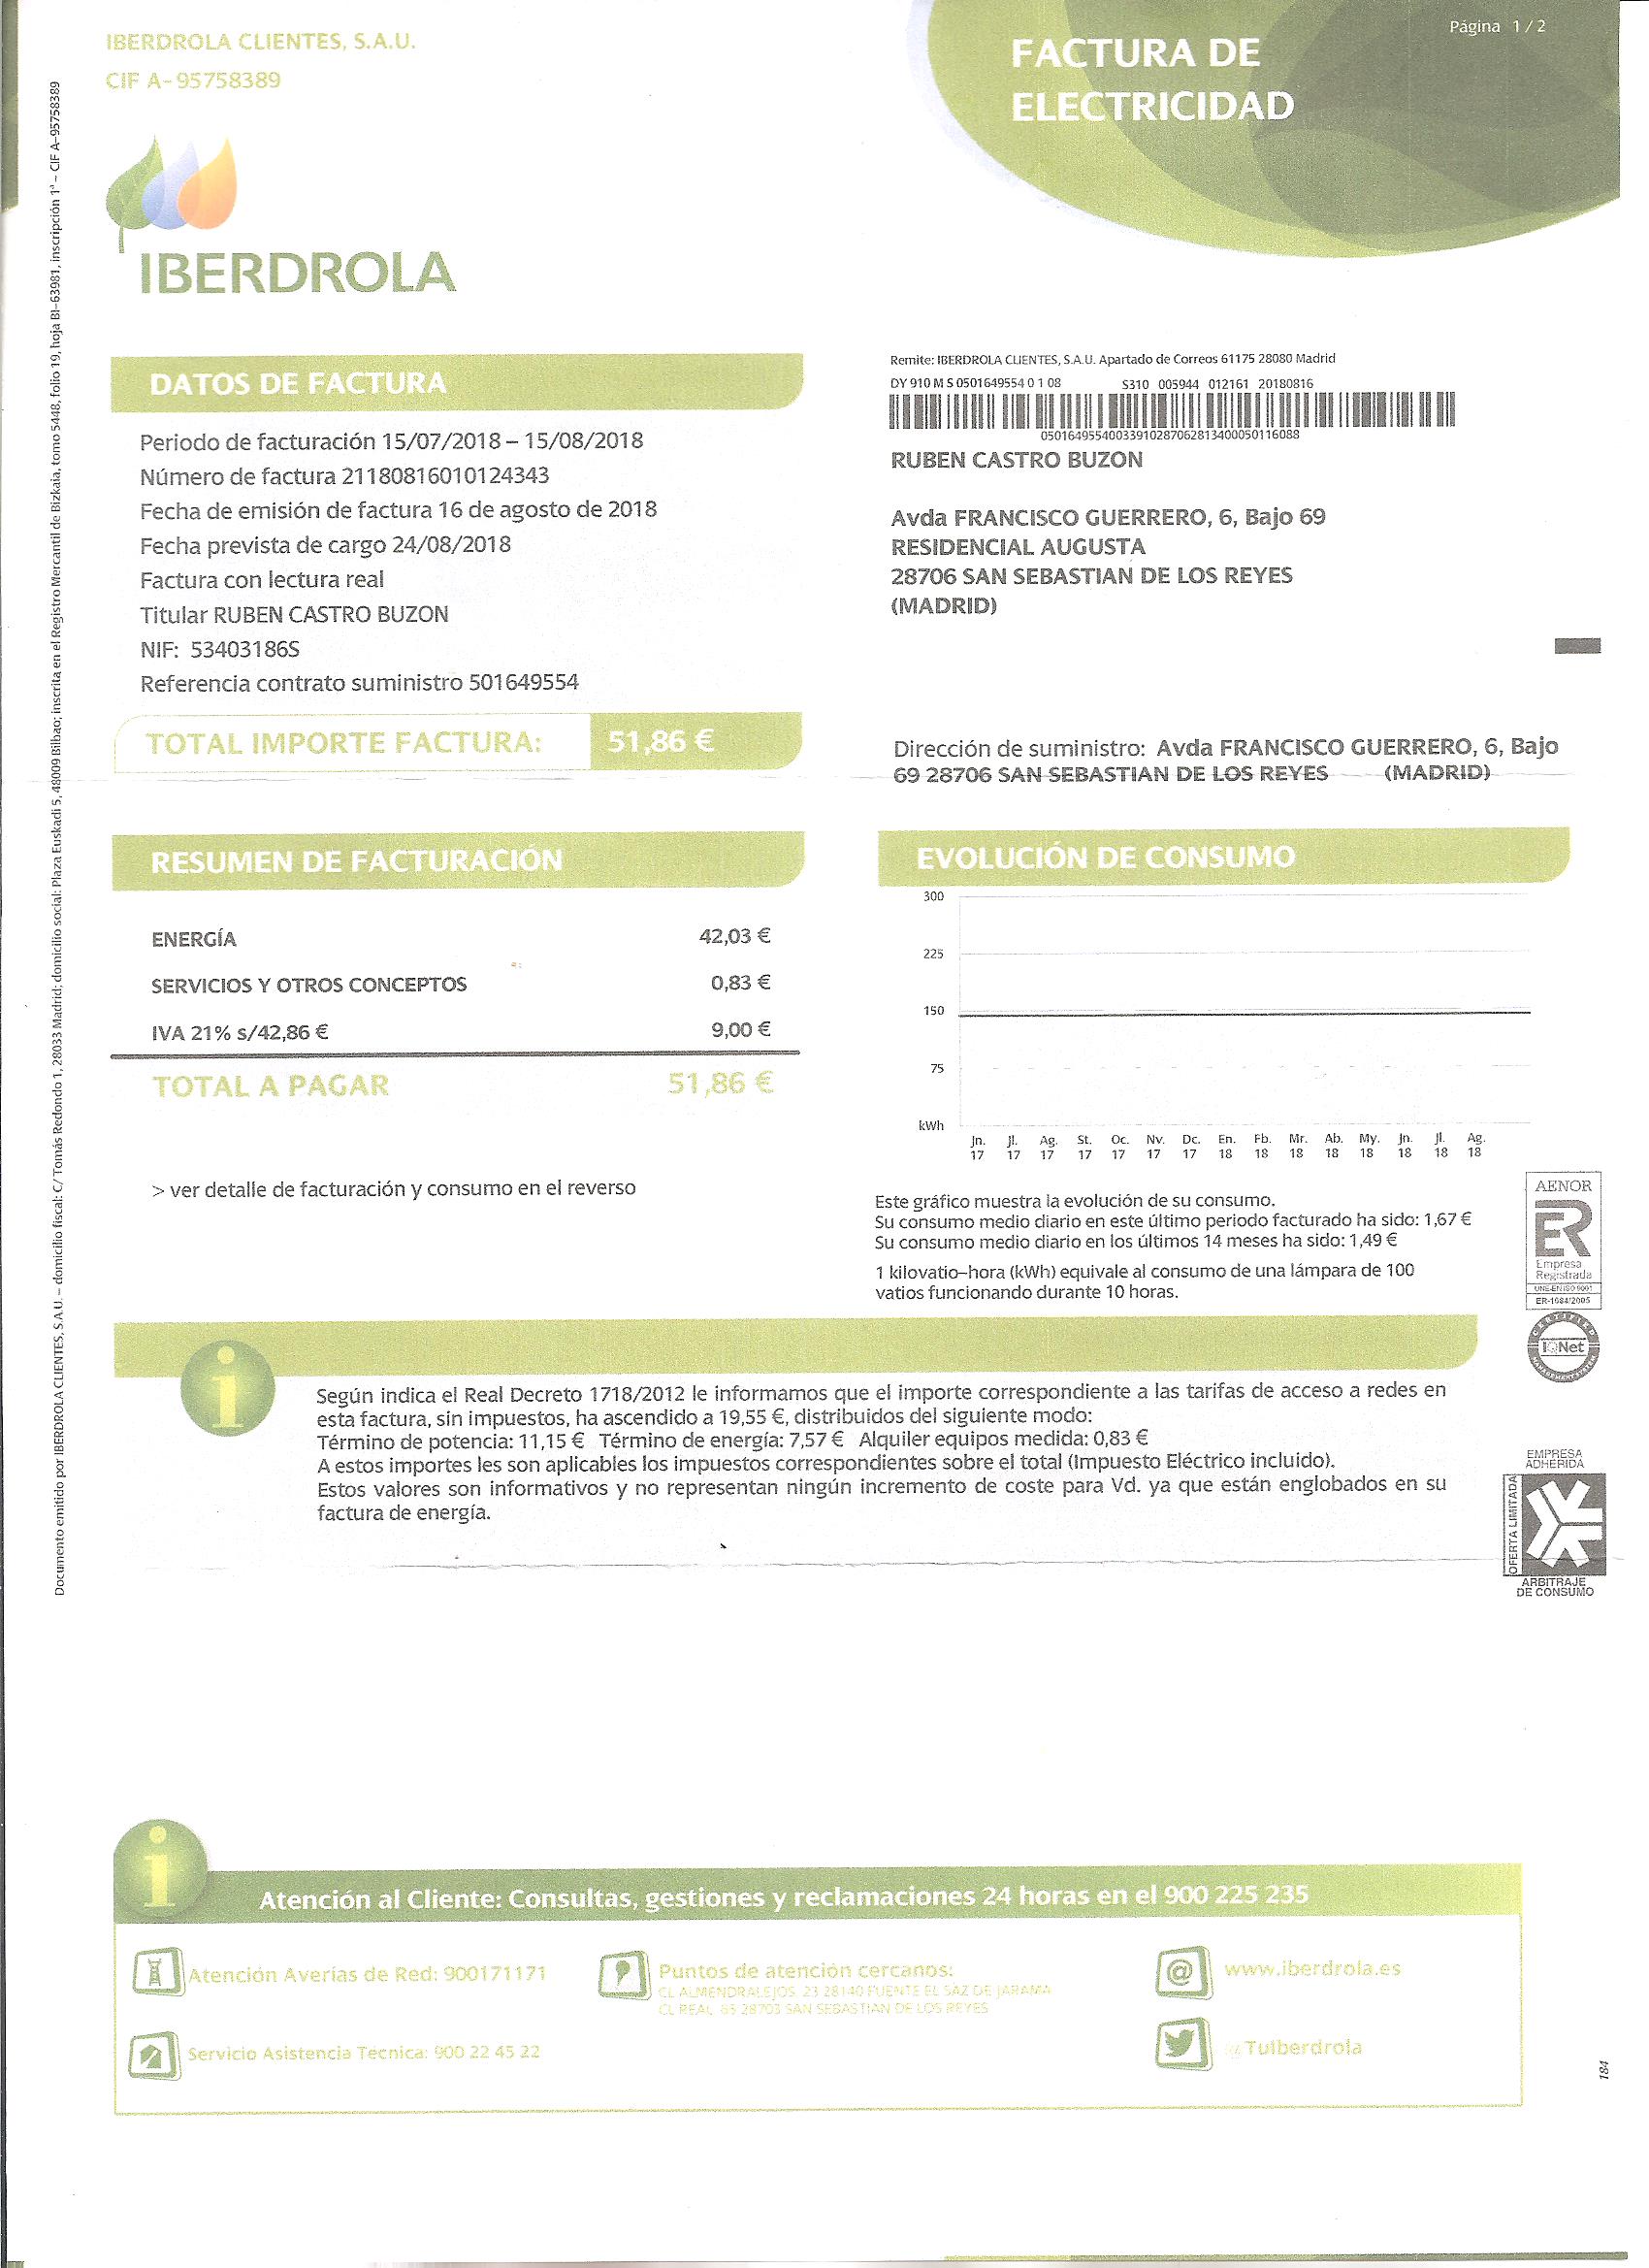 Página 1 / 2
IBERDROLA CLIENTES, S.A.U.
CIF A-95758389
FACTURA DE
ELECTRICIDAD
IBERDROLA
Documento emitido por IBERDROLA CLIENTES, S.A.U. – domicilio fiscal: C/ Tomás Redondo 1, 28033 Madrid; domicilio social: Plaza Euskadi 5, 48009 Bilbao; inscrita en el Registro Mercantil de Bizkaia, tomo 5448, folio 19, hoja BI-63981, inscripción 1ª – CIF A-95758389
DATOS DE FACTURA
Periodo de facturación 15/07/2018 – 15/08/2018
Número de factura 21180816010124343
Fecha de emisión de factura 16 de agosto de 2018
Fecha prevista de cargo 24/08/2018
Factura con lectura real
Titular RUBEN CASTRO BUZON
NIF: 53403186S
Referencia contrato suministro 501649554
TOTAL IMPORTE FACTURA: 51,86 €
Remite: IBERDROLA CLIENTES, S.A.U. Apartado de Correos 61175 28080 Madrid
DY 910 M S 0501649554 0 1 08 S310 005944 012161 20180816
0501649554003391028706281340005011608​8
RUBEN CASTRO BUZON
Avda FRANCISCO GUERRERO, 6, Bajo 69
RESIDENCIAL AUGUSTA
28706 SAN SEBASTIAN DE LOS REYES
(MADRID)
Dirección de suministro: Avda FRANCISCO GUERRERO, 6, Bajo
69 28706 SAN SEBASTIAN DE LOS REYES (MADRID)
RESUMEN DE FACTURACIÓN
ENERGÍA 42,03 €
SERVICIOS Y OTROS CONCEPTOS 0,83 €
IVA 21% s/42,86 € 9,00 €
TOTAL A PAGAR 51,86 €
> ver detalle de facturación y consumo en el reverso
EVOLUCIÓN DE CONSUMO
300
225
150
75
kWh
Jn. Jl. Ag. St. Oc. Nv. Dc. En. Fb. Mr. Ab. My. Jn. Jl. Ag.
17 17 17 17 17 17 17 18 18 18 18 18 18 18 18
Este gráfico muestra la evolución de su consumo.
Su consumo medio diario en este último periodo facturado ha sido: 1,67 €
Su consumo medio diario en los últimos 14 meses ha sido: 1,49 €
1 kilovatio-hora (kWh) equivale al consumo de una lámpara de 100
vatios funcionando durante 10 horas.
AENOR
ER
Empresa
Registrada
UNE-EN ISO 9001
ER-1084/2005
CERTIFIED
IQNet
MANAGEMENT SYSTEM
Según indica el Real Decreto 1718/2012 le informamos que el importe correspondiente a las tarifas de acceso a redes en
esta factura, sin impuestos, ha ascendido a 19,55 €, distribuidos del siguiente modo:
Término de potencia: 11,15 € Término de energía: 7,57 € Alquiler equipos medida: 0,83 €
A estos importes les son aplicables los impuestos correspondientes sobre el total (Impuesto Eléctrico incluido).
Estos valores son informativos y no representan ningún incremento de coste para Vd. ya que están englobados en su
factura de energía.
EMPRESA
ADHERIDA
OFERTA LIMITADA
ARBITRAJE
DE CONSUMO
Atención al Cliente: Consultas, gestiones y reclamaciones 24 horas en el 900 225 235
Atención Averías de Red: 900171171
Servicio Asistencia Técnica: 900 22 45 22
Puntos de atención cercanos:
CL ALMENDRALEJOS, 23 28140 FUENTE EL SAZ DE JARAMA
CL REAL, 65 28703 SAN SEBASTIAN DE LOS REYES
www.iberdrola.es
@TuIberdrola
184